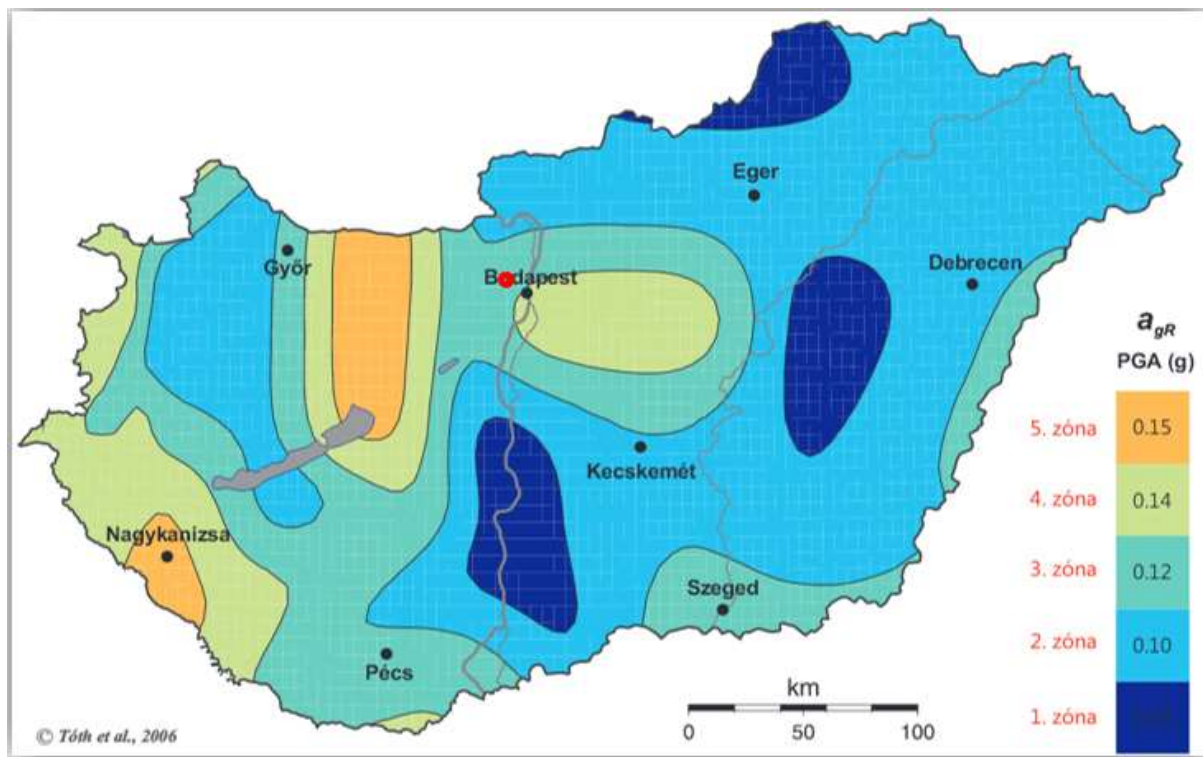 Eger
Debrecen
Győr
Budapest
a_gR
PGA (g)
5. zóna 0.15
Kecskemét
4. zóna 0.14
Nagykanizsa
3. zóna 0.12
Szeged
2. zóna 0.10
Pécs
km
1. zóna
0 50 100
© Tóth et al., 2006